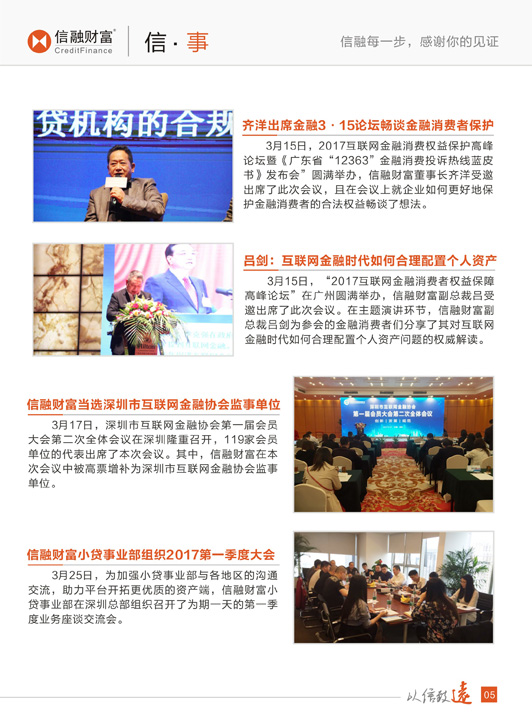 信融财富
CreditFinance
信·事
信融每一步，感谢你的见证
贷机构的合规
齐洋出席金融3·15论坛畅谈金融消费者保护
3月15日，2017互联网金融消费权益保护高峰
论坛暨《广东省“12363”金融消费投诉热线蓝皮
书》发布会”圆满举办，信融财富董事长齐洋受邀
出席了此次会议，且在会议上就企业如何更好地保
护金融消费者的合法权益畅谈了想法。
吕剑：互联网金融时代如何合理配置个人资产
3月15日，“2017互联网金融消费者权益保障
高峰论坛”在广州圆满举办，信融财富副总裁吕受
邀出席了此次会议。在主题演讲环节，信融财富副
总裁吕剑为参会的金融消费者们分享了其对互联网
金融时代如何合理配置个人资产问题的权威解读。
信融财富当选深圳市互联网金融协会监事单位
3月17日，深圳市互联网金融协会第一届会员
大会第二次全体会议在深圳隆重召开，119家会员
单位的代表出席了本次会议。其中，信融财富在本
次会议中被高票增补为深圳市互联网金融协会监事
单位。
深圳市互联网金融协会
第一届会员大会第二次全体会议
信融财富小贷事业部组织2017第一季度大会
3月25日，为加强小贷事业部与各地区的沟通
交流，助力平台开拓更优质的资产端，信融财富小
贷事业部在深圳总部组织召开了为期一天的第一季
度业务座谈交流会。
以信致远
05